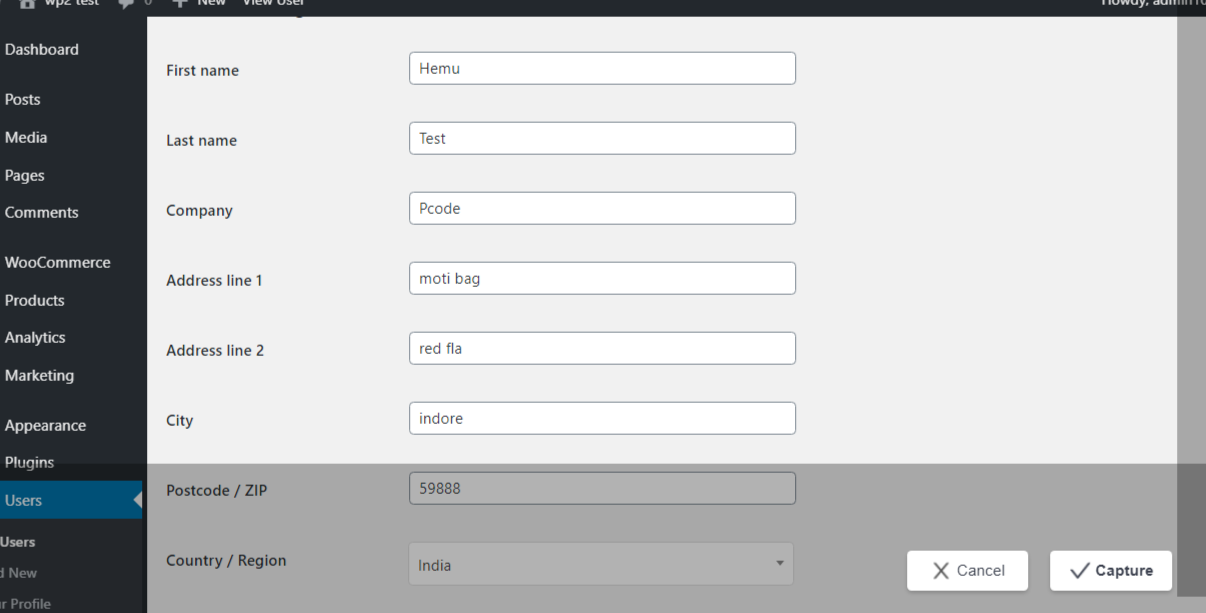 wp2 test 0 New View User
Howdy, admin10
Dashboard
Posts
Media
Pages
Comments
WooCommerce
Products
Analytics
Marketing
Appearance
Plugins
Users
Users
New
Profile
First name Hemu
Last name Test
Company Pcode
Address line 1 moti bag
Address line 2 red fla
City indore
Postcode / ZIP 59888
Country / Region India
Cancel
Capture